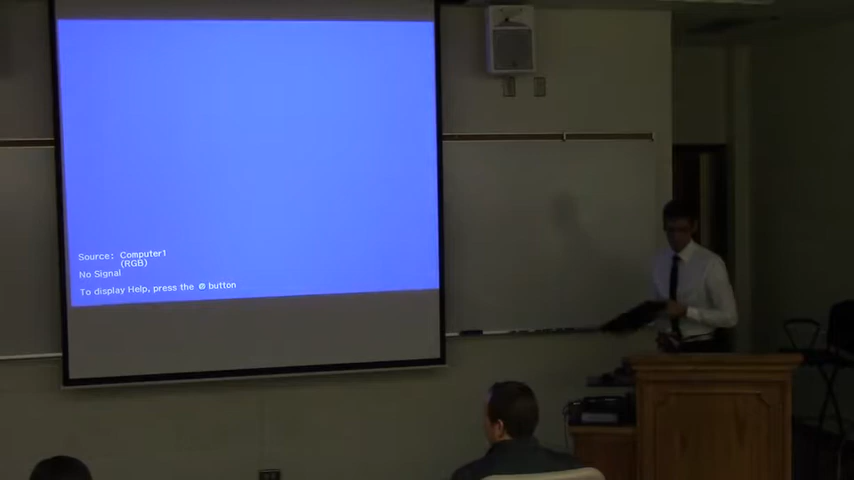 Source: Computer1
(RGB)
No Signal
To display Help, press the button